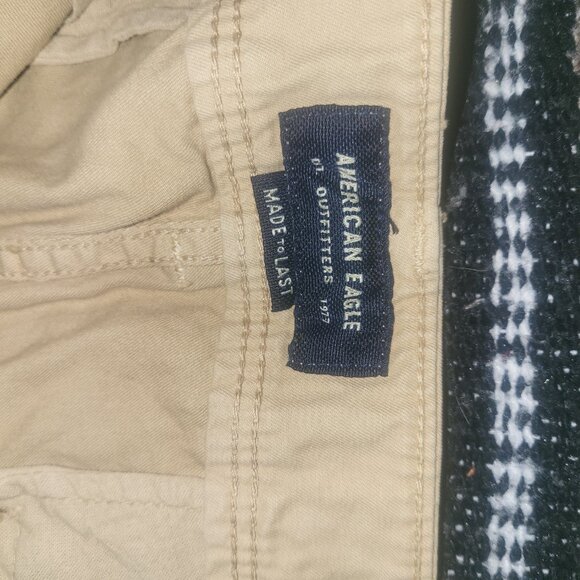 AMERICAN EAGLE
OUTFITTERS 1977
MADE TO LAST